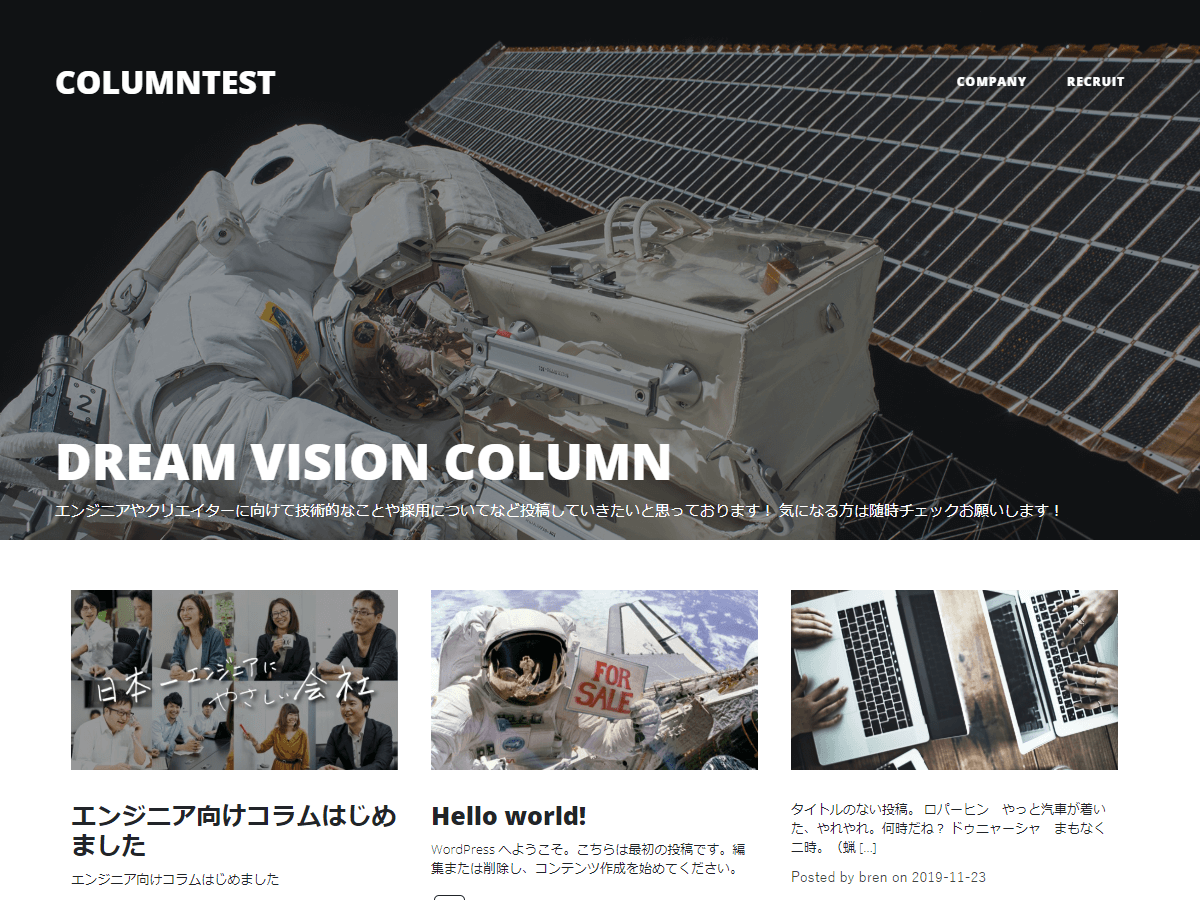 COLUMNTEST
COMPANY
RECRUIT
2
DREAM VISION COLUMN
エンジニアやクリエイターに向けて技術的なことや採用についてなど投稿していきたいと思っております！ 気になる方は随時チェックお願いします！
日本一エンジニアに
やさしい会社
FOR
SALE
エンジニア向けコラムはじめ
ました
エンジニア向けコラムはじめました
Hello world!
WordPress へようこそ。こちらは最初の投稿です。編
集または削除し、コンテンツ作成を始めてください。
タイトルのない投稿。 ロパーヒン　やっと汽車が着い
た、やれやれ。何時だね？ ドゥニャーシャ　まもなく
二時。（蝋 […]
Posted by bren on 2019-11-23